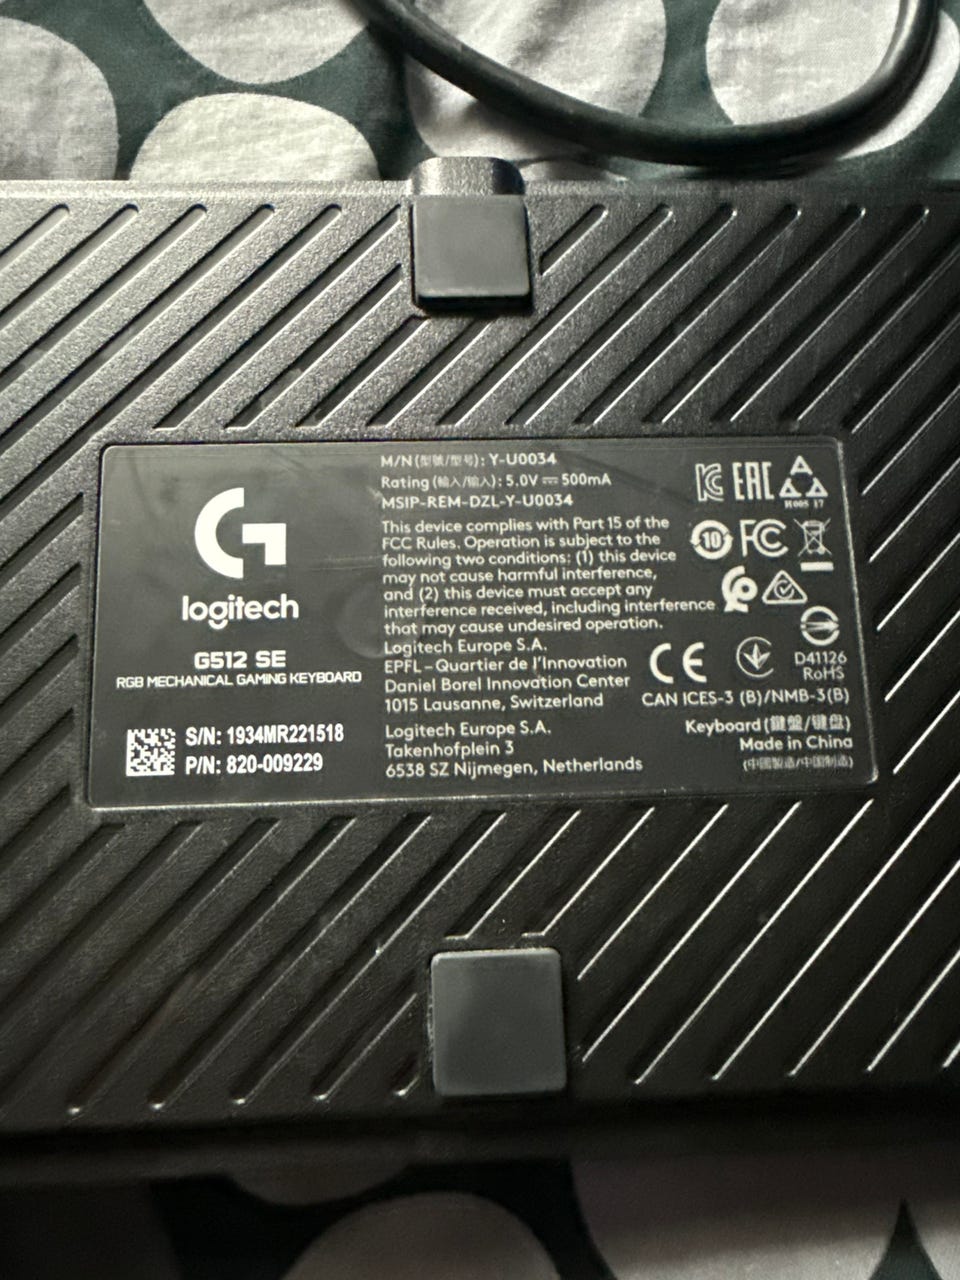 M/N (型號/型号): Y-U0034
Rating (輸入/输入): 5.0V ⎓ 500mA
MSIP-REM-DZL-Y-U0034
This device complies with Part 15 of the
FCC Rules. Operation is subject to the
following two conditions: (1) this device
may not cause harmful interference,
and (2) this device must accept any
interference received, including interference
that may cause undesired operation.
Logitech Europe S.A.
EPFL – Quartier de l'Innovation
Daniel Borel Innovation Center
1015 Lausanne, Switzerland
Logitech Europe S.A.
Takenhofplein 3
6538 SZ Nijmegen, Netherlands
G
logitech
G512 SE
RGB MECHANICAL GAMING KEYBOARD
S/N: 1934MR221518
P/N: 820-009229
EAC
H005 17
10
FC
CE
D41126
RoHS
CAN ICES-3 (B)/NMB-3(B)
Keyboard (鍵盤/键盘)
Made in China
(中國製造/中国制造)